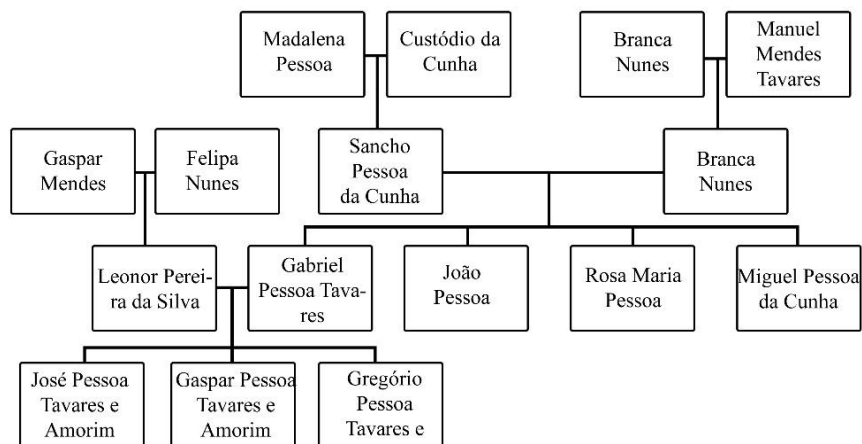 Madalena
Pessoa
Custódio da
Cunha
Branca
Nunes
Manuel
Mendes
Tavares
Gaspar
Mendes
Felipa
Nunes
Sancho
Pessoa
da Cunha
Branca
Nunes
Leonor Perei-
ra da Silva
Gabriel
Pessoa Tava-
res
João
Pessoa
Rosa Maria
Pessoa
Miguel Pessoa
da Cunha
José Pessoa
Tavares e
Amorim
Gaspar Pessoa
Tavares e
Amorim
Gregório
Pessoa
Tavares e